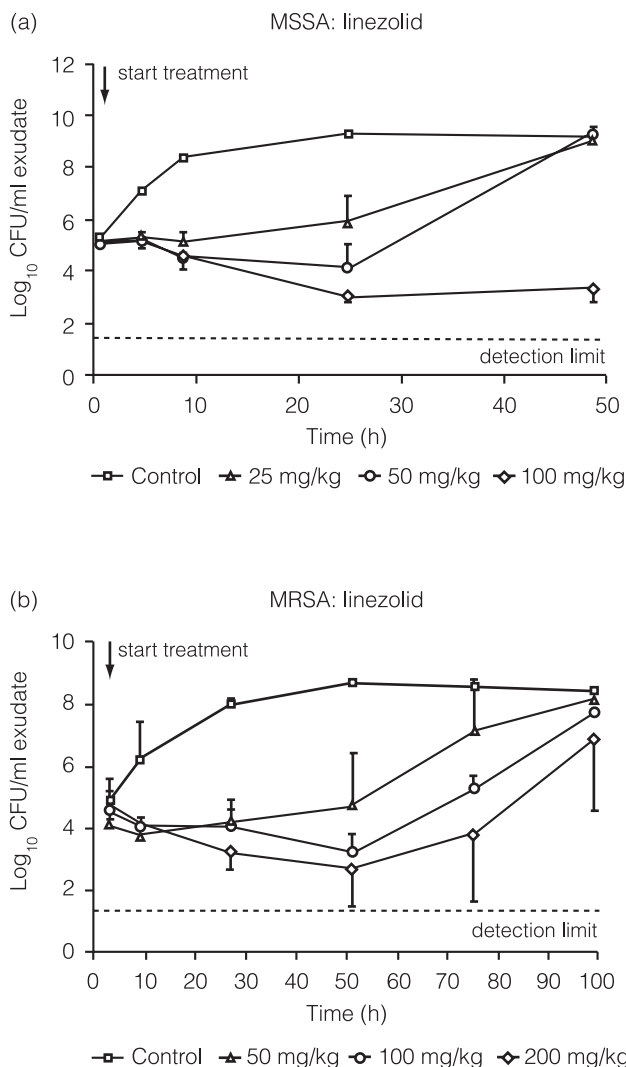 (a) MSSA: linezolid
12
10
8
6
4
2
0
Log10 CFU/ml exudate
start treatment
detection limit
0 10 20 30 40 50
Time (h)
Control 25 mg/kg 50 mg/kg 100 mg/kg
(b) MRSA: linezolid
10
8
6
4
2
0
Log10 CFU/ml exudate
start treatment
detection limit
0 10 20 30 40 50 60 70 80 90 100
Time (h)
Control 50 mg/kg 100 mg/kg 200 mg/kg